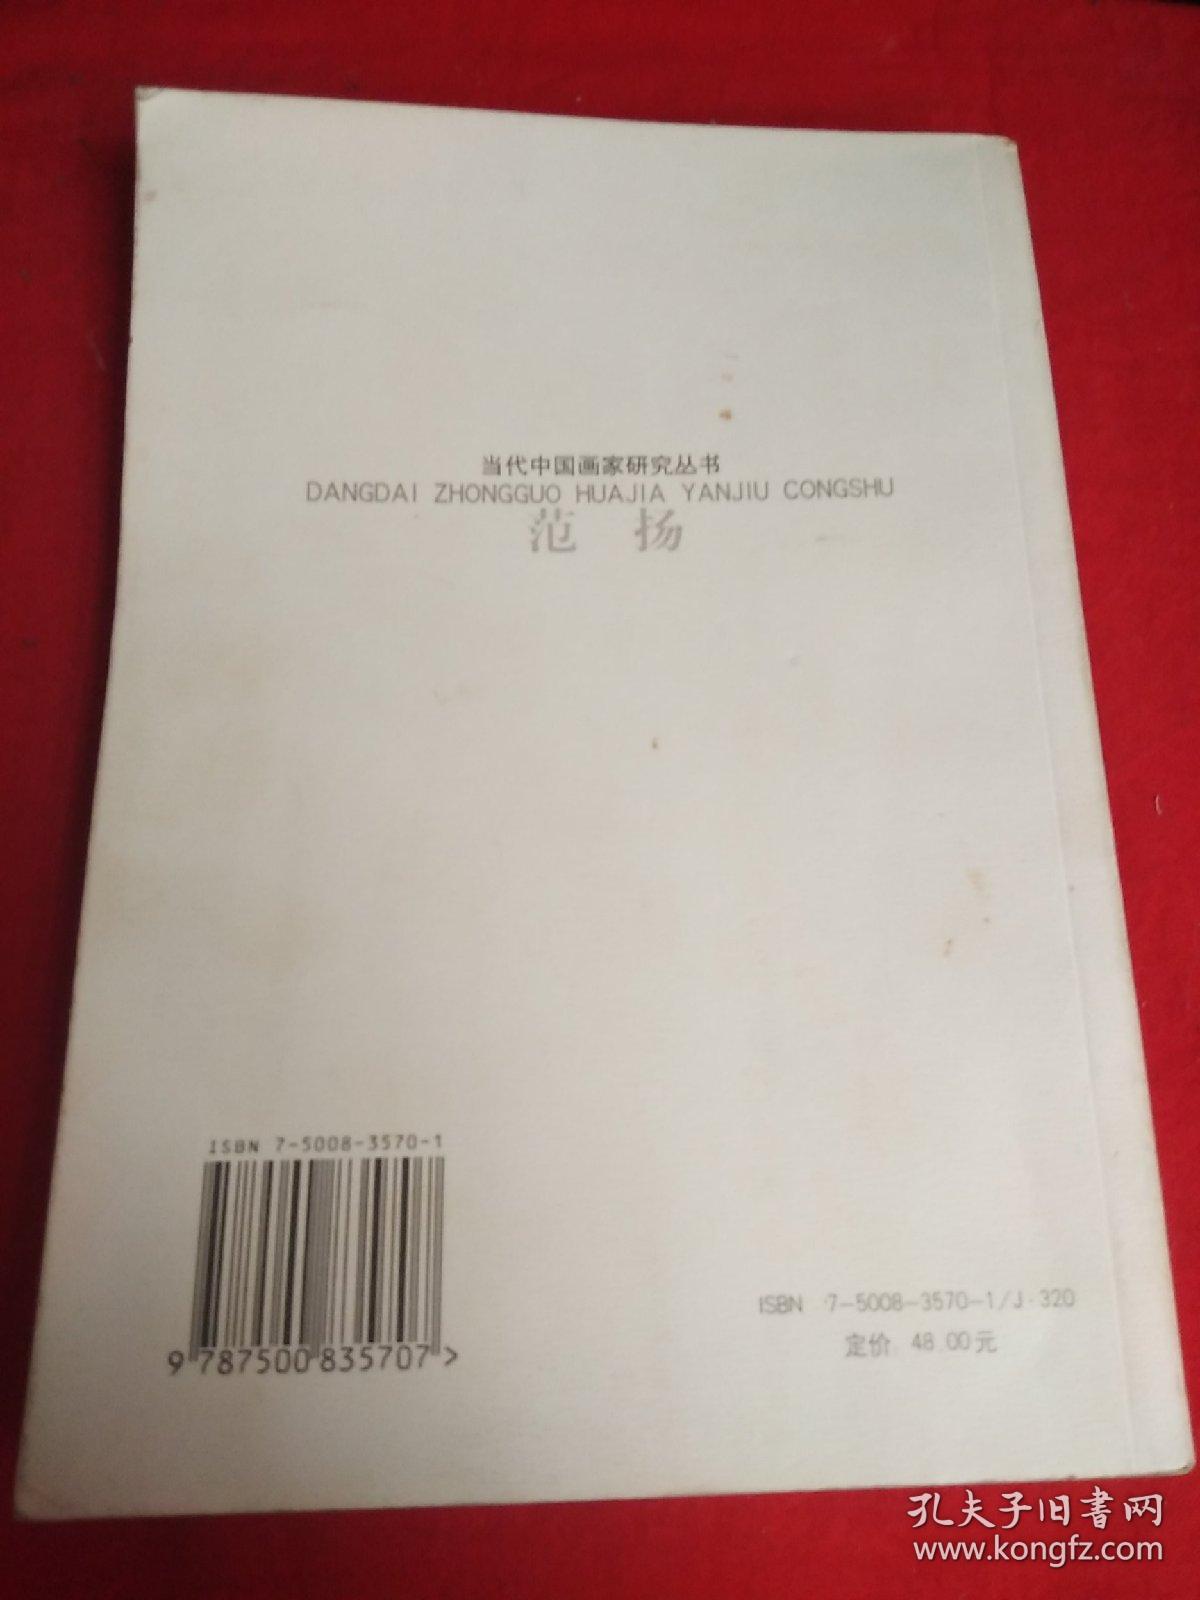 当代中国画家研究丛书
DANGDAI ZHONGGUO HUAJIA YANJIU CONGSHU
范 扬
ISBN 7-5008-3570-1
9 787500 835707 >
ISBN 7-5008-3570-1/J·320
定价 48.00元
孔夫子旧书网
www.kongfz.com